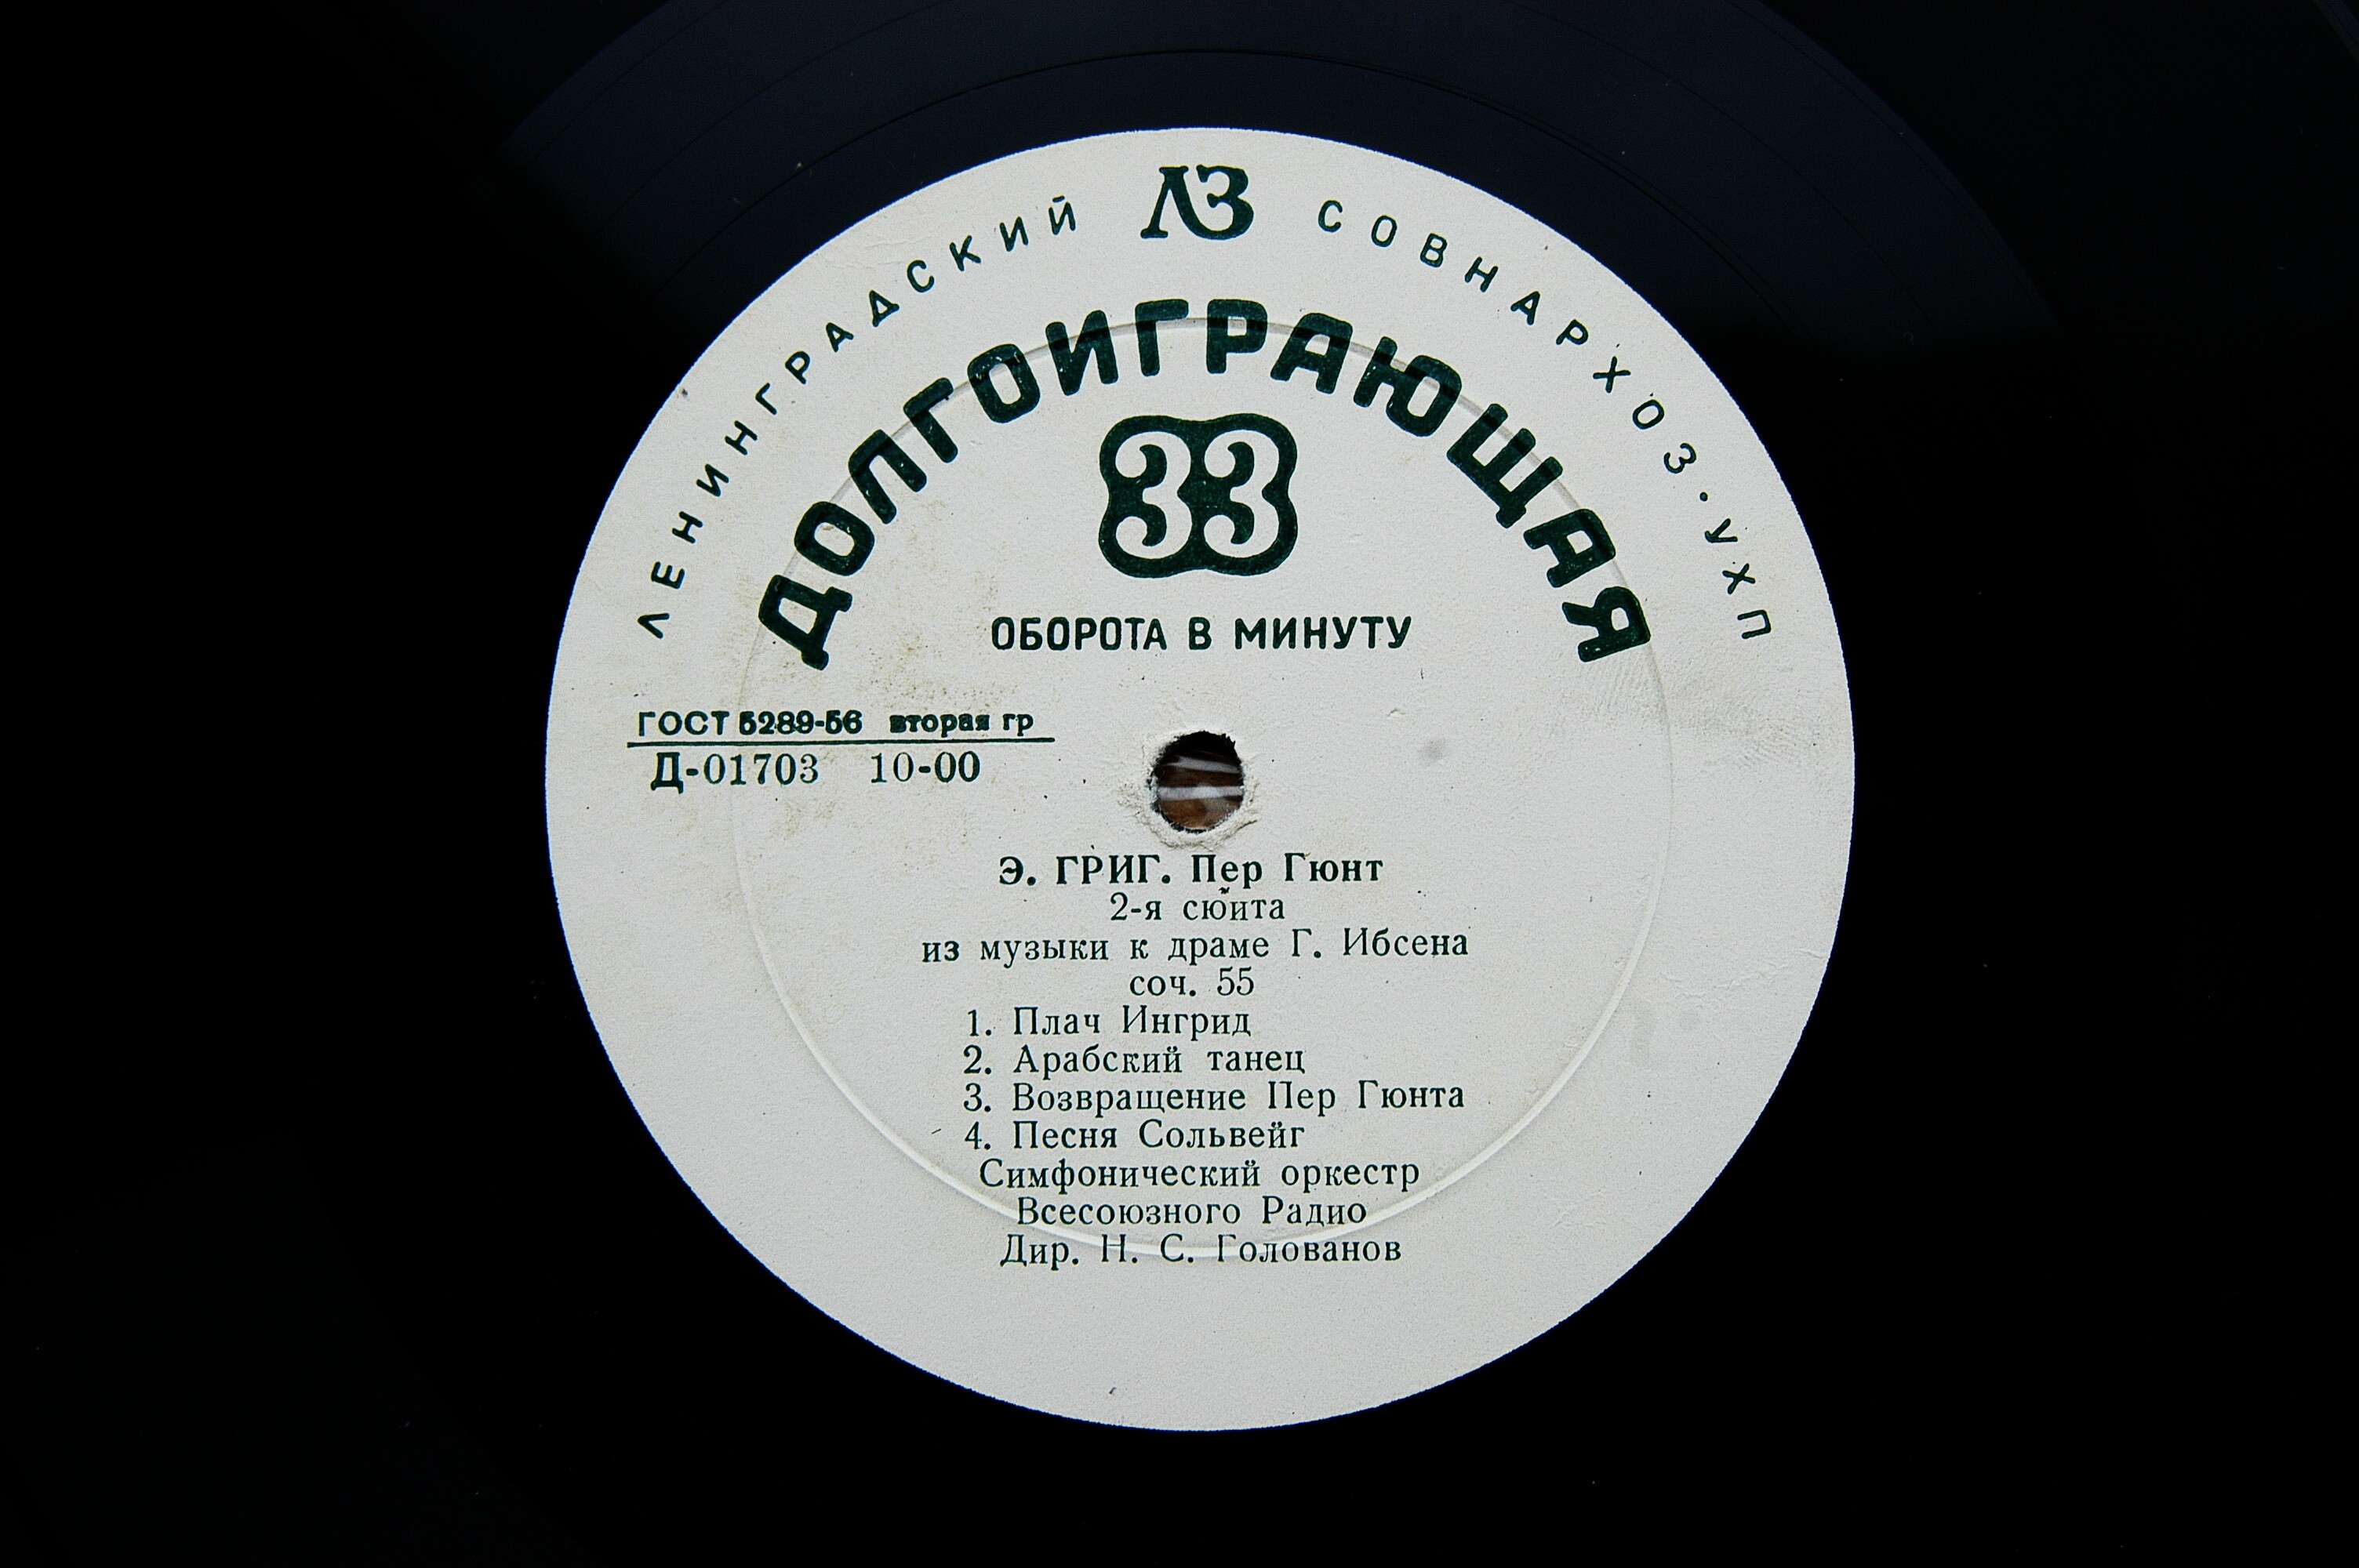 ЛЕНИНГРАДСКИЙ ЛЗ СОВНАРХОЗ·УХП
ДОЛГОИГРАЮЩАЯ
33
ОБОРОТА В МИНУТУ
ГОСТ 5289-56 вторая гр
Д-01703 10-00
Э. ГРИГ. Пер Гюнт
2-я сюита
из музыки к драме Г. Ибсена
соч. 55
1. Плач Ингрид
2. Арабский танец
3. Возвращение Пер Гюнта
4. Песня Сольвейг
Симфонический оркестр
Всесоюзного Радио
Дир. Н. С. Голованов